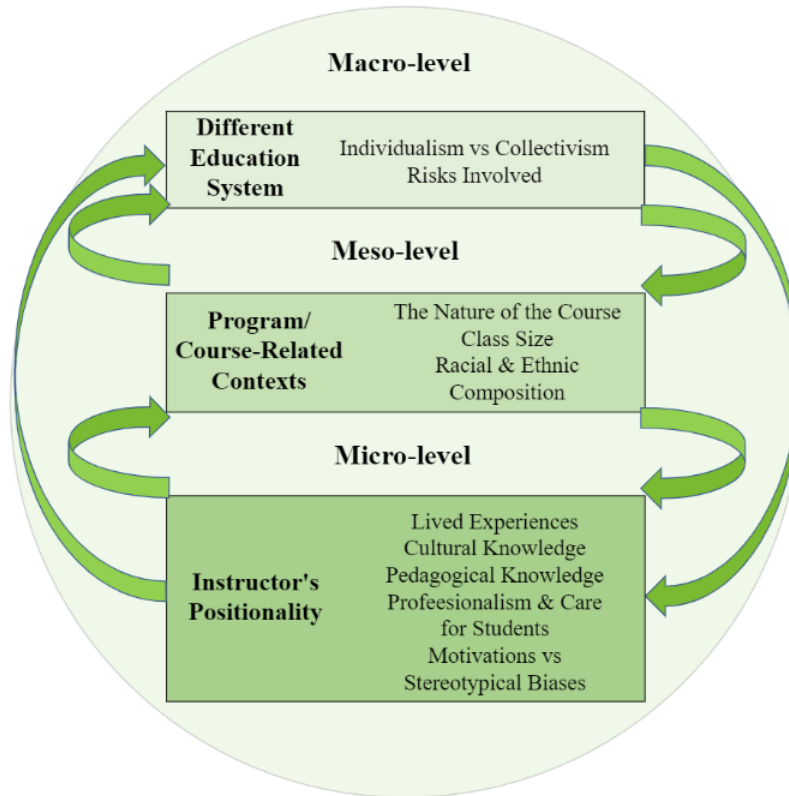 Macro-level
Different
Education
System
Individualism vs Collectivism
Risks Involved
Meso-level
Program/
Course-Related
Contexts
The Nature of the Course
Class Size
Racial & Ethnic
Composition
Micro-level
Instructor's
Positionality
Lived Experiences
Cultural Knowledge
Pedagogical Knowledge
Profeesionalism & Care
for Students
Motivations vs
Stereotypical Biases